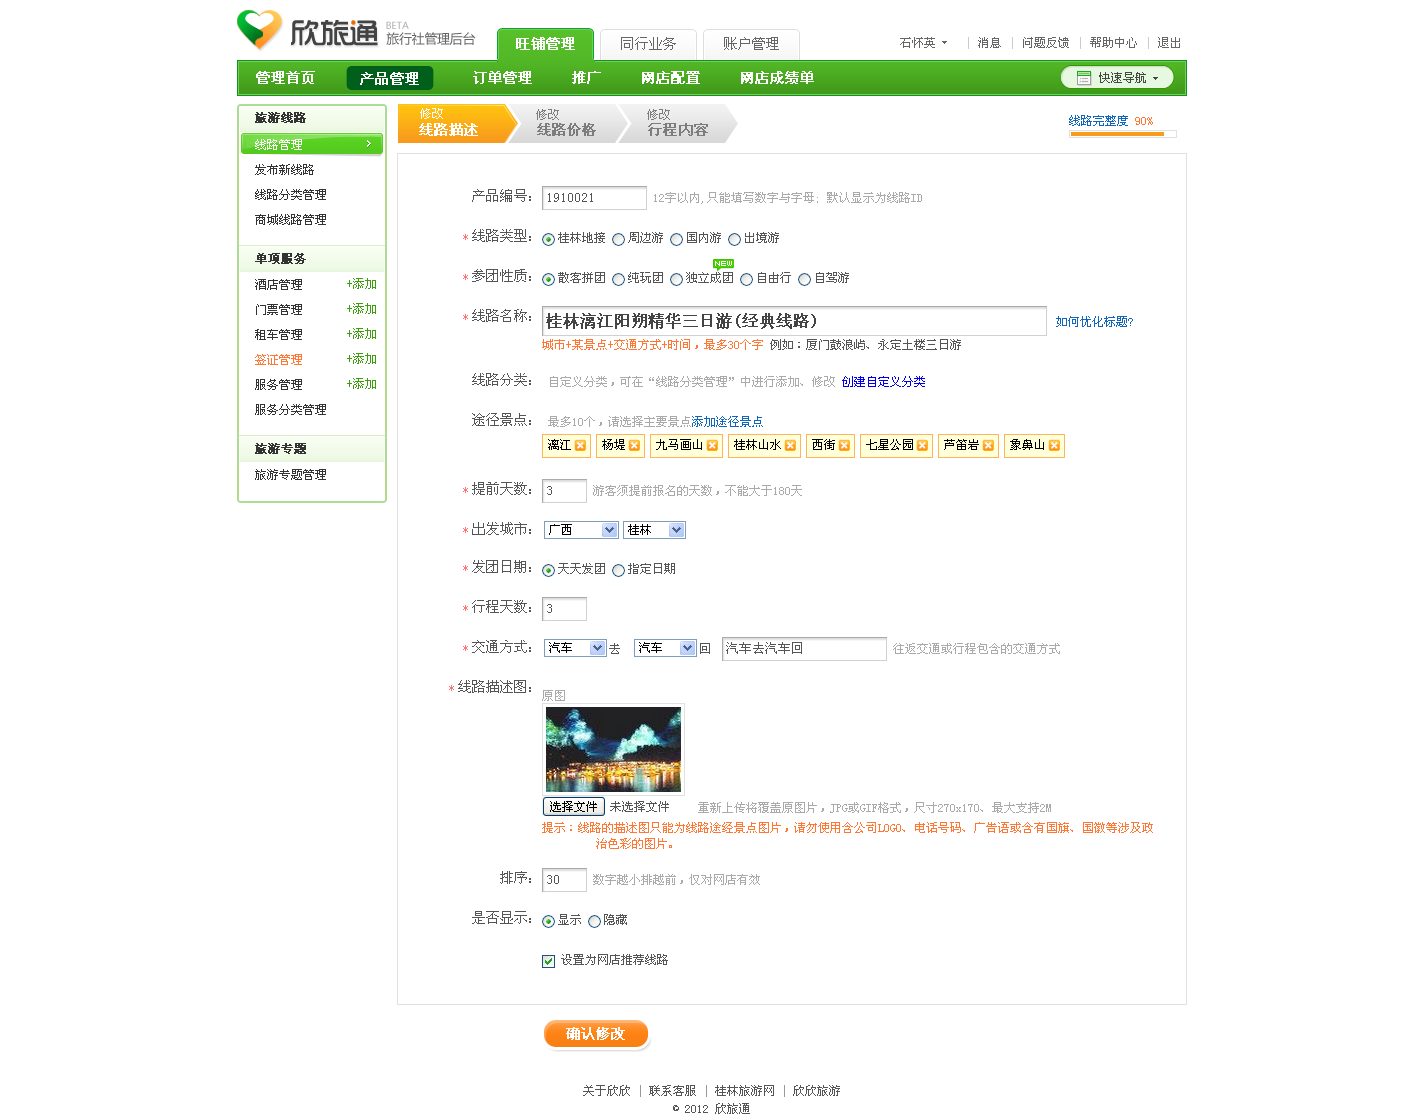 欣旅通 BETA 旅行社管理后台
旺铺管理 同行业务 账户管理
石怀英 消息 问题反馈 帮助中心 退出
管理首页 产品管理 订单管理 推广 网店配置 网店成绩单 快速导航
旅游线路
线路管理
发布新线路
线路分类管理
商城线路管理
单项服务
酒店管理 +添加
门票管理 +添加
租车管理 +添加
签证管理 +添加
服务管理 +添加
服务分类管理
旅游专题
旅游专题管理
修改 线路描述
修改 线路价格
修改 行程内容
线路完整度 90%
产品编号： 1910021 12字以内,只能填写数字与字母; 默认显示为线路ID
*线路类型： 桂林地接 周边游 国内游 出境游
NEW
*参团性质： 散客拼团 纯玩团 独立成团 自由行 自驾游
*线路名称： 桂林漓江阳朔精华三日游(经典线路) 如何优化标题?
城市+某景点+交通方式+时间，最多30个字 例如：厦门鼓浪屿、永定土楼三日游
线路分类： 自定义分类，可在“线路分类管理”中进行添加、修改 创建自定义分类
途径景点： 最多10个，请选择主要景点添加途径景点
漓江 杨堤 九马画山 桂林山水 西街 七星公园 芦笛岩 象鼻山
*提前天数： 3 游客须提前报名的天数，不能大于180天
*出发城市： 广西 桂林
*发团日期： 天天发团 指定日期
*行程天数： 3
*交通方式： 汽车 去 汽车 回 汽车去汽车回 往返交通或行程包含的交通方式
*线路描述图： 原图
选择文件 未选择文件 重新上传将覆盖原图片，JPG或GIF格式，尺寸270x170、最大支持2M
提示：线路的描述图只能为线路途经景点图片，请勿使用含公司LOGO、电话号码、广告语或含有国旗、国徽等涉及政
治色彩的图片。
排序： 30 数字越小排越前，仅对网店有效
是否显示： 显示 隐藏
设置为网店推荐线路
确认修改
关于欣欣 联系客服 桂林旅游网 欣欣旅游
© 2012 欣旅通